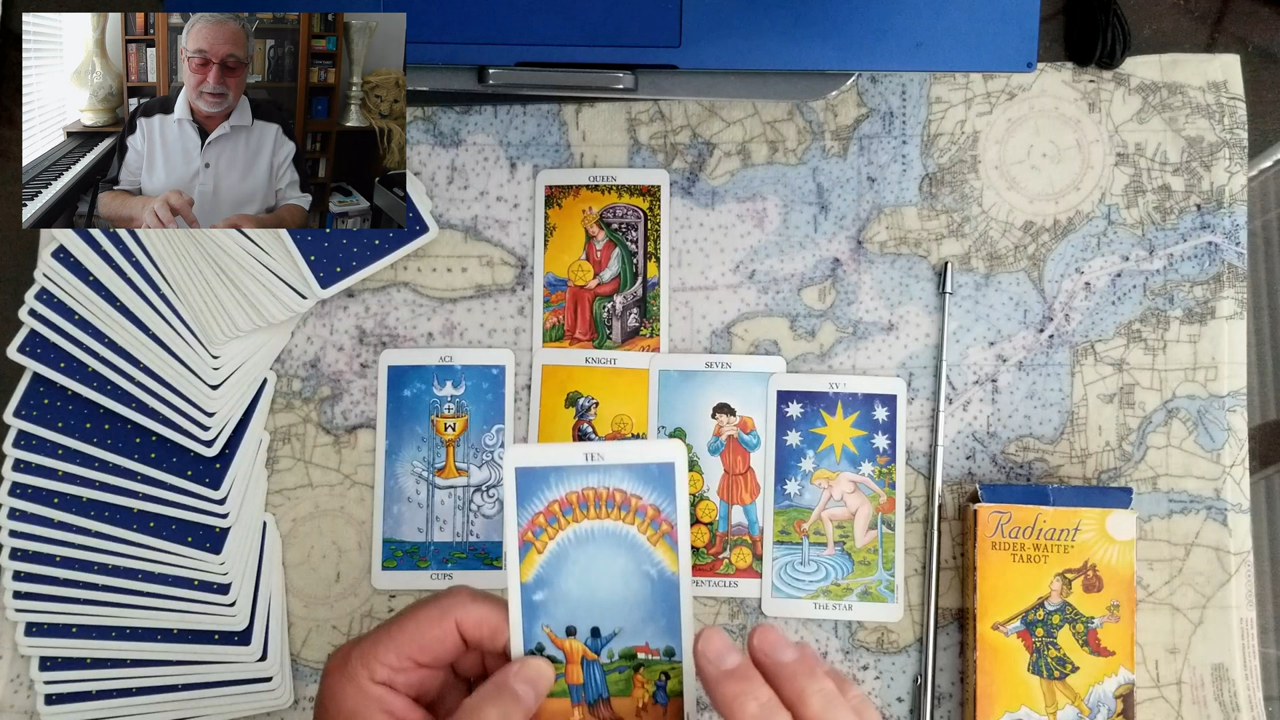 QUEEN
ACE
CUPS
KNIGHT
SEVEN
PENTACLES
THE STAR
TEN
Radiant
RIDER-WAITE®
TAROT